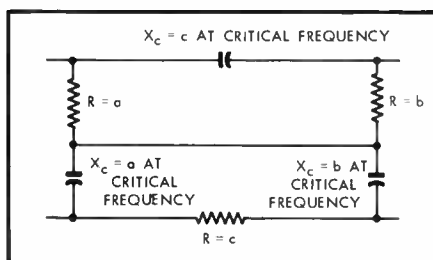 X_c = c AT CRITICAL FREQUENCY
R = a
R = b
X_c = a AT
CRITICAL
FREQUENCY
X_c = b AT
CRITICAL
FREQUENCY
R = c